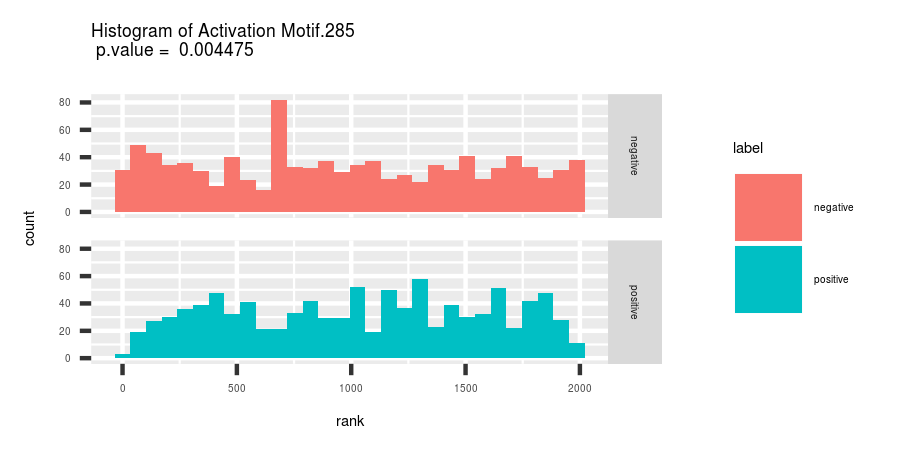 Histogram of Activation Motif.285
p.value =  0.004475
count
80
60
40
20
0
negative
80
60
40
20
0
positive
0 500 1000 1500 2000
rank
label
negative
positive